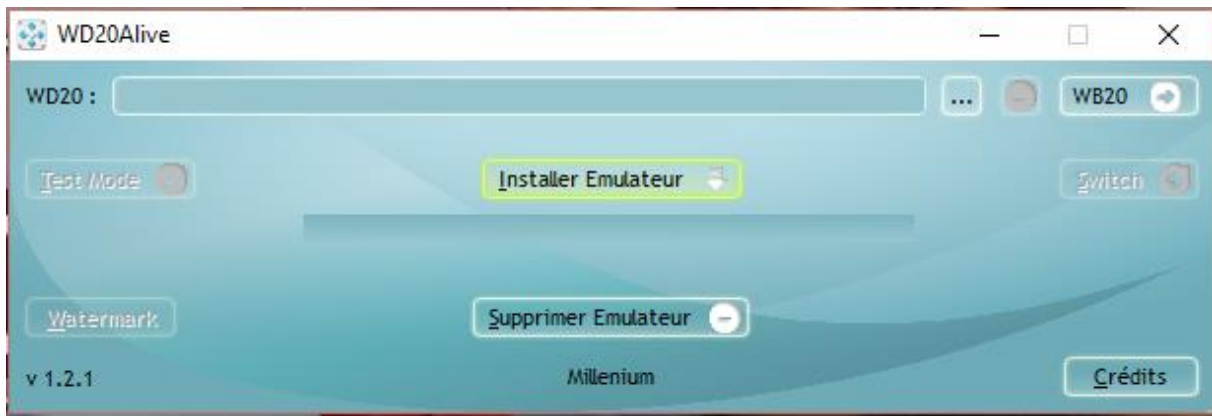 WD20Alive
WD20 : ... WB20
Test Mode Installer Emulateur Switch
Watermark Supprimer Emulateur
v 1.2.1 Millenium Crédits